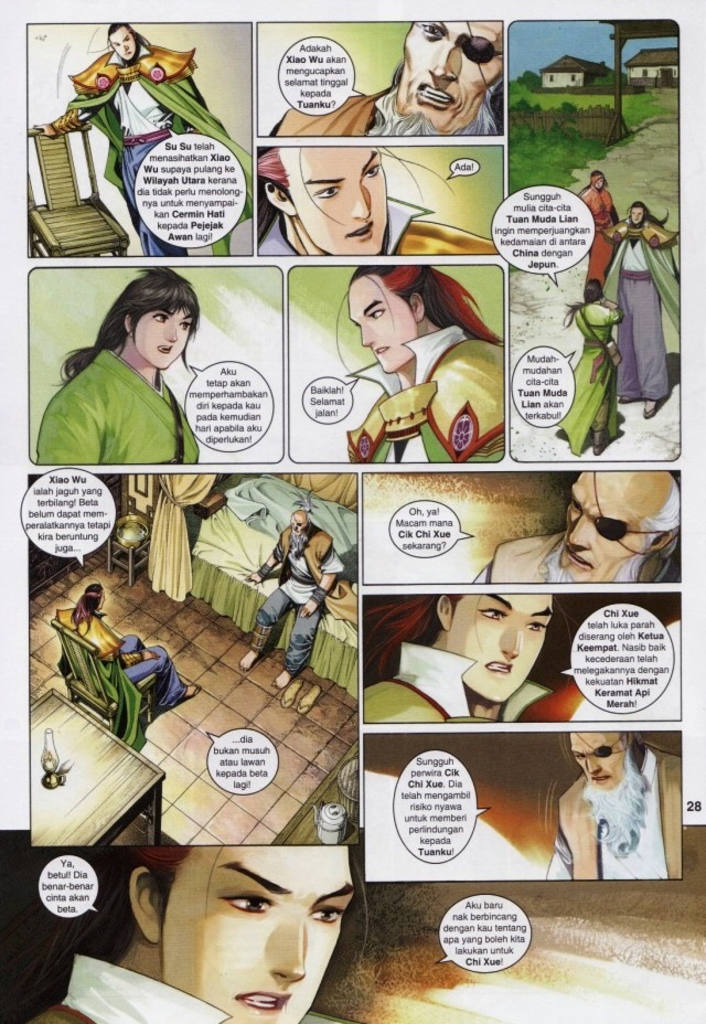 Su Su telah
menasihatkan Xiao
Wu supaya pulang ke
Wilayah Utara kerana
dia tidak perlu menolong-
nya untuk menyampai-
kan Cermin Hati
kepada Pejejak
Awan lagi!
Adakah
Xiao Wu akan
mengucapkan
selamat tinggal
kepada
Tuanku?
Ada!
Sungguh
mulia cita-cita
Tuan Muda Lian
ingin memperjuangkan
kedamaian di antara
China dengan
Jepun.
Mudah-
mudahan
cita-cita
Tuan Muda
Lian akan
terkabul!
Aku
tetap akan
memperhambakan
diri kepada kau
pada kemudian
hari apabila aku
diperlukan!
Baiklah!
Selamat
jalan!
Xiao Wu
ialah jaguh yang
terbilang! Beta
belum dapat mem-
peralatkannya tetapi
kira beruntung
juga...
...dia
bukan musuh
atau lawan
kepada beta
lagi!
Oh, ya!
Macam mana
Cik Chi Xue
sekarang?
Chi Xue
telah luka parah
diserang oleh Ketua
Keempat. Nasib baik
kecederaan telah
melegakannya dengan
kekuatan Hikmat
Keramat Api
Merah!
Sungguh
perwira Cik
Chi Xue. Dia
telah mengambil
risiko nyawa
untuk memberi
perlindungan
kepada
Tuanku!
28
Ya,
betul! Dia
benar-benar
cinta akan
beta.
Aku baru
nak berbincang
dengan kau tentang
apa yang boleh kita
lakukan untuk
Chi Xue!